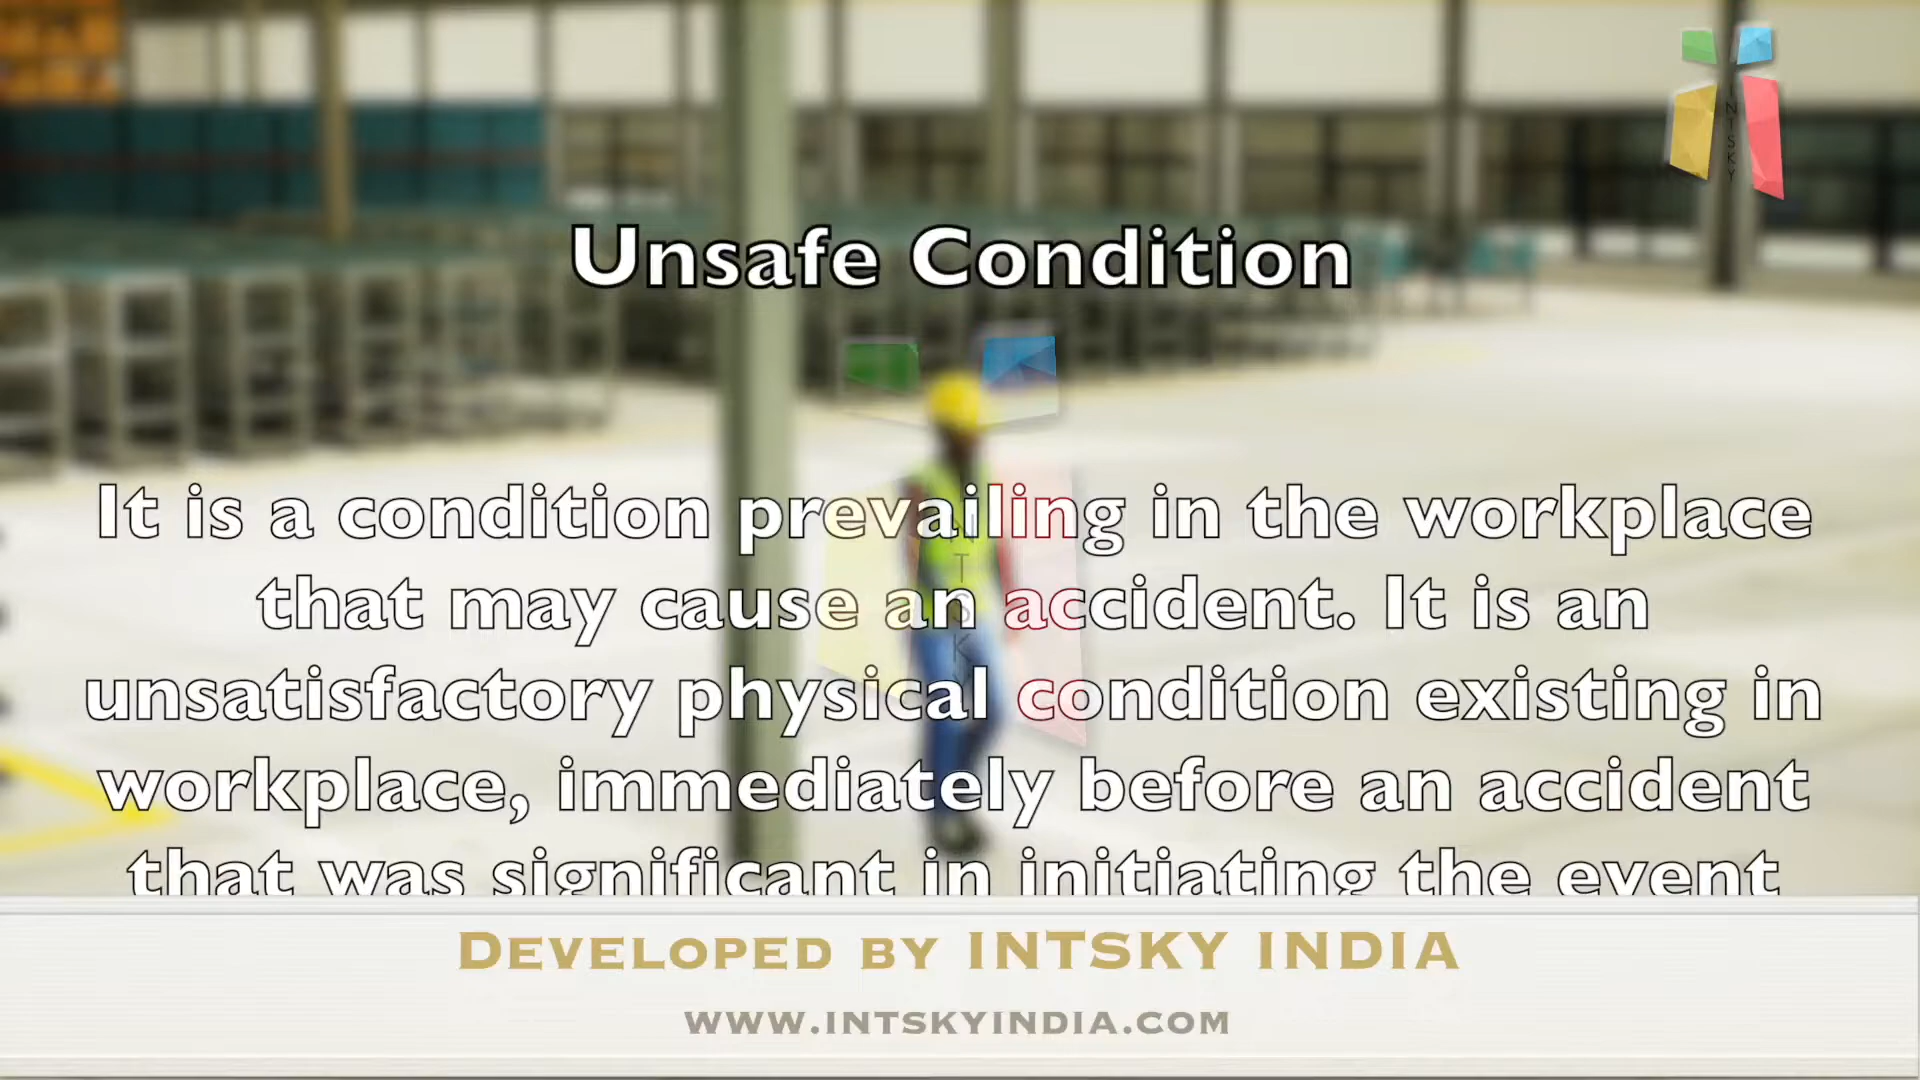 INTSKY
Unsafe Condition
It is a condition prevailing in the workplace
that may cause an accident. It is an
unsatisfactory physical condition existing in
workplace, immediately before an accident
that was significant in initiating the event
DEVELOPED BY INTSKY INDIA
WWW.INTSKYINDIA.COM